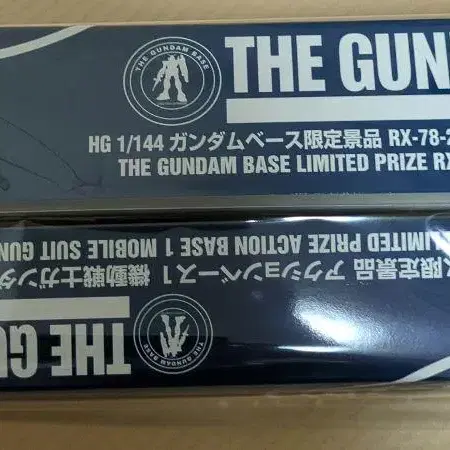 THE GUNDAM BASE
THE GUN
HG 1/144 ガンダムベース限定景品 RX-78-2
THE GUNDAM BASE LIMITED PRIZE RX
LIMITED PRIZE ACTION BASE 1 MOBILE SUIT GUN
ス限定景品 アクションベース1 機動戦士ガンダ
THE GU
THE GUNDAM BASE